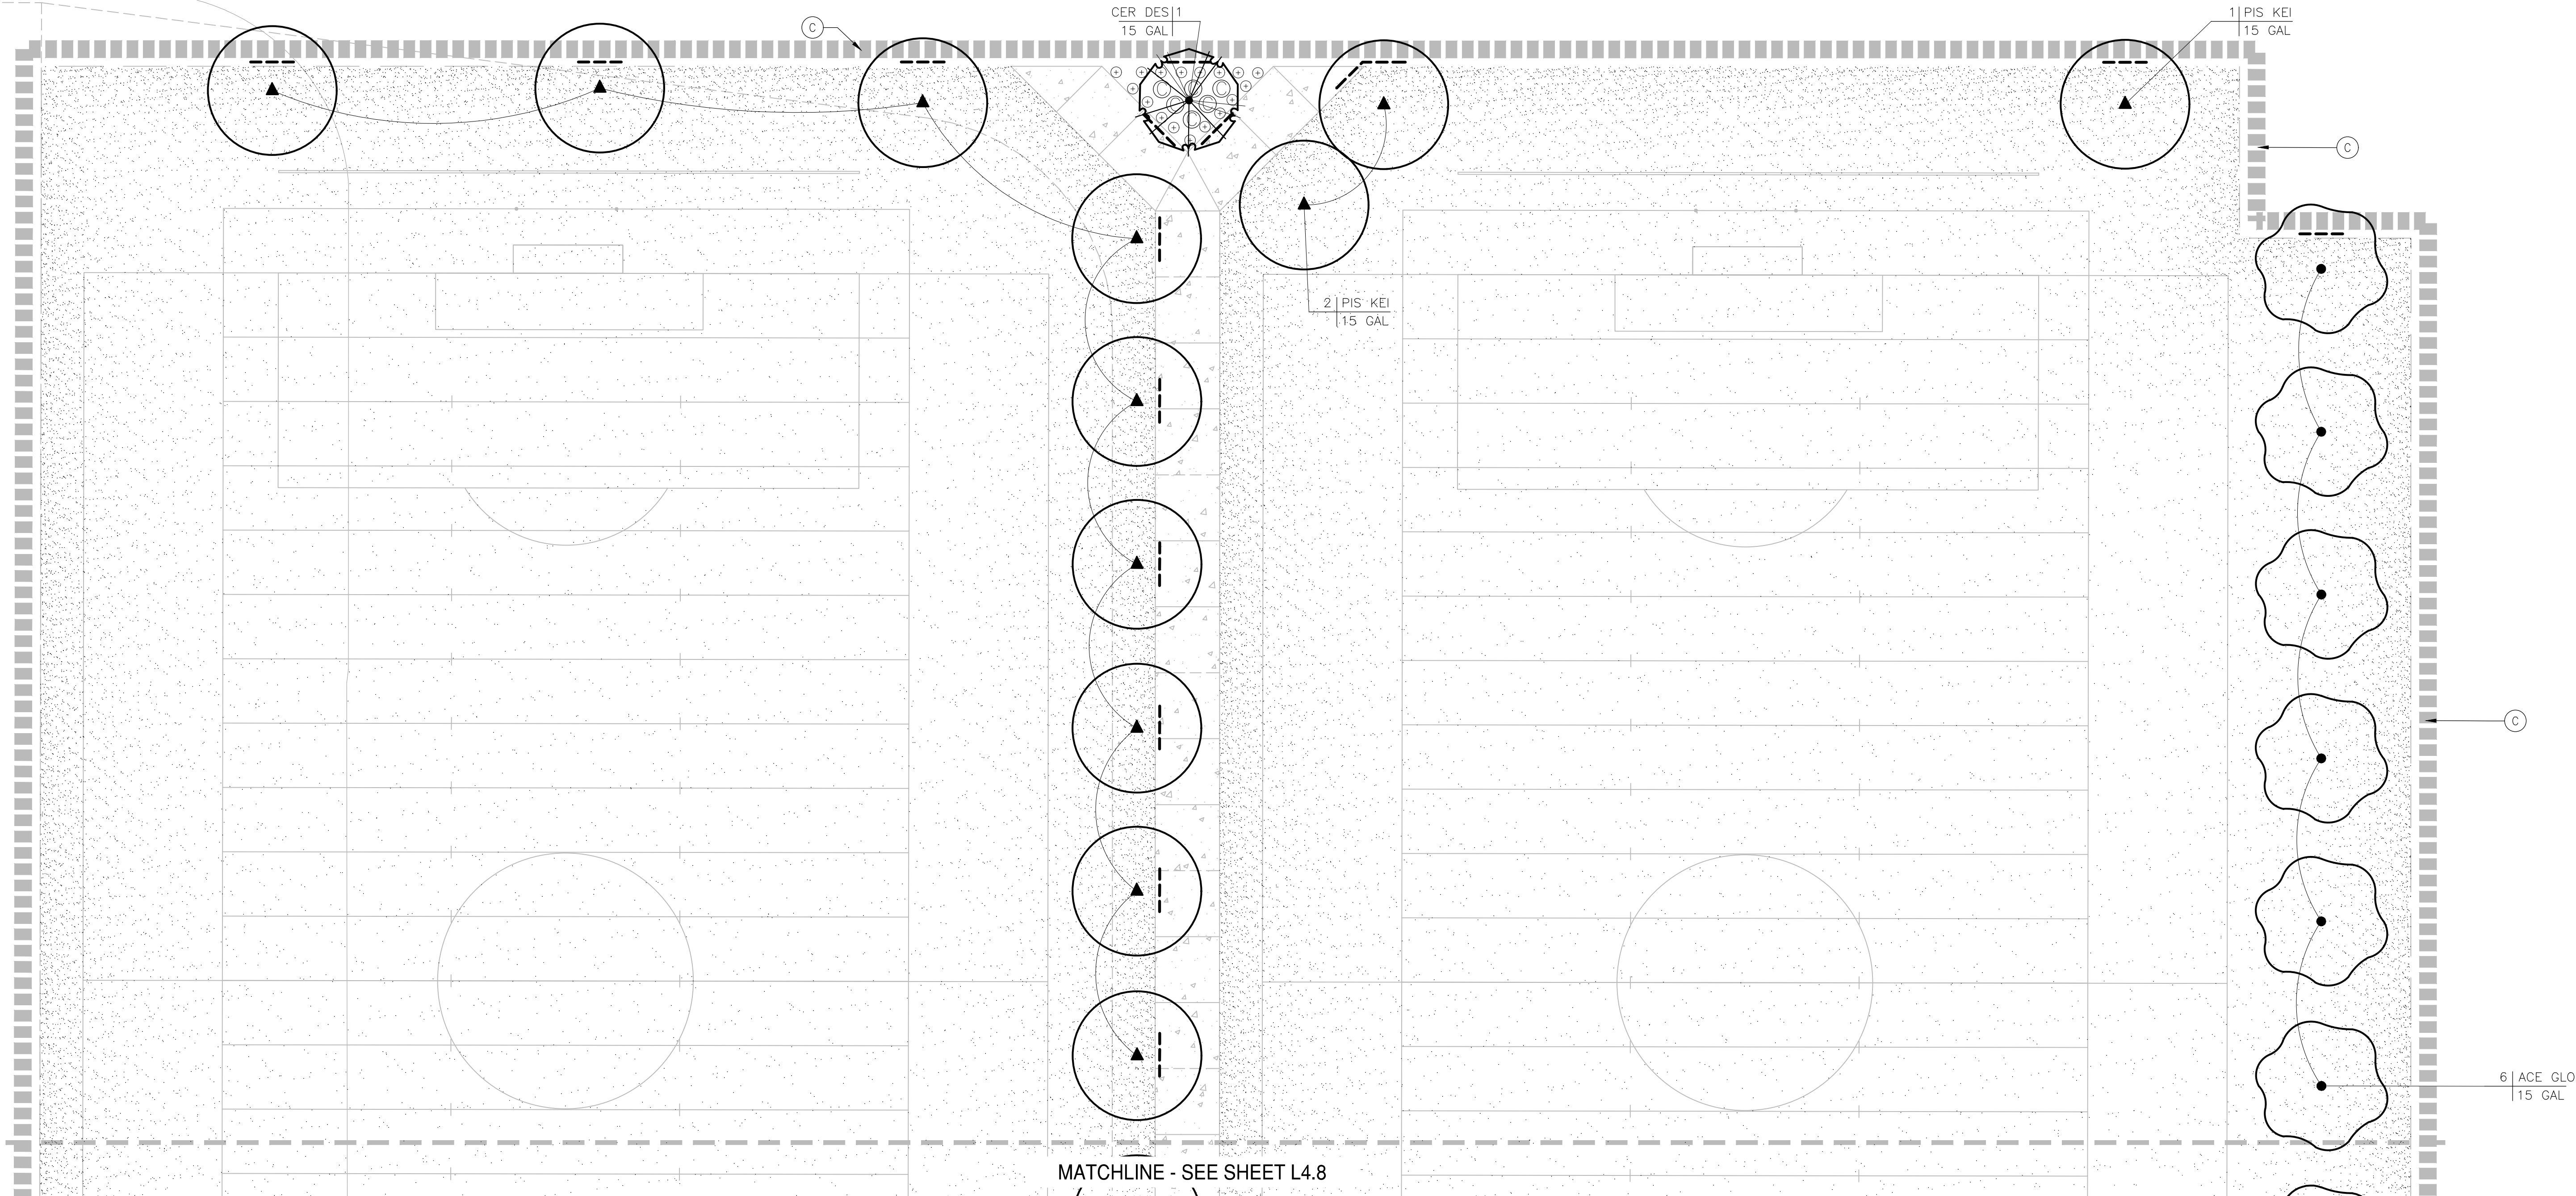 CER DES 1
15 GAL
C
1 PIS KEI
15 GAL
C
2 PIS KEI
15 GAL
C
6 ACE GLO
15 GAL
MATCHLINE - SEE SHEET L4.8